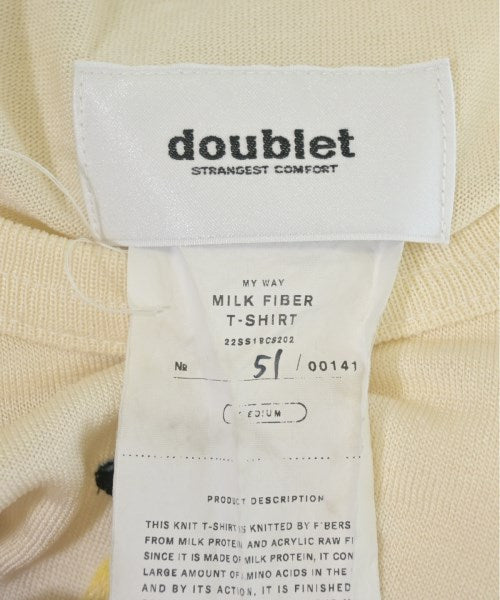 doublet
STRANGEST COMFORT
MY WAY
MILK FIBER
T-SHIRT
22SS18CS202
№ 51 / 00141
MEDIUM
PRODUCT DESCRIPTION
THIS KNIT T-SHIRT IS KNITTED BY FIBERS
FROM MILK PROTEIN AND ACRYLIC RAW FI
SINCE IT IS MADE OF MILK PROTEIN, IT CON
LARGE AMOUNT OF AMINO ACIDS IN THE
AND BY ITS ACTION, IT IS FINISHED